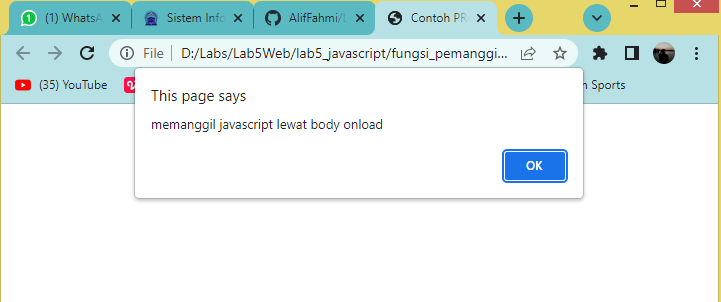 (1) WhatsA
Sistem Info
AlifFahmi/L
Contoh PR
File
D:/Labs/Lab5Web/lab5_javascript/fungsi_pemanggi...
(35) YouTube
Sports
This page says
memanggil javascript lewat body onload
OK